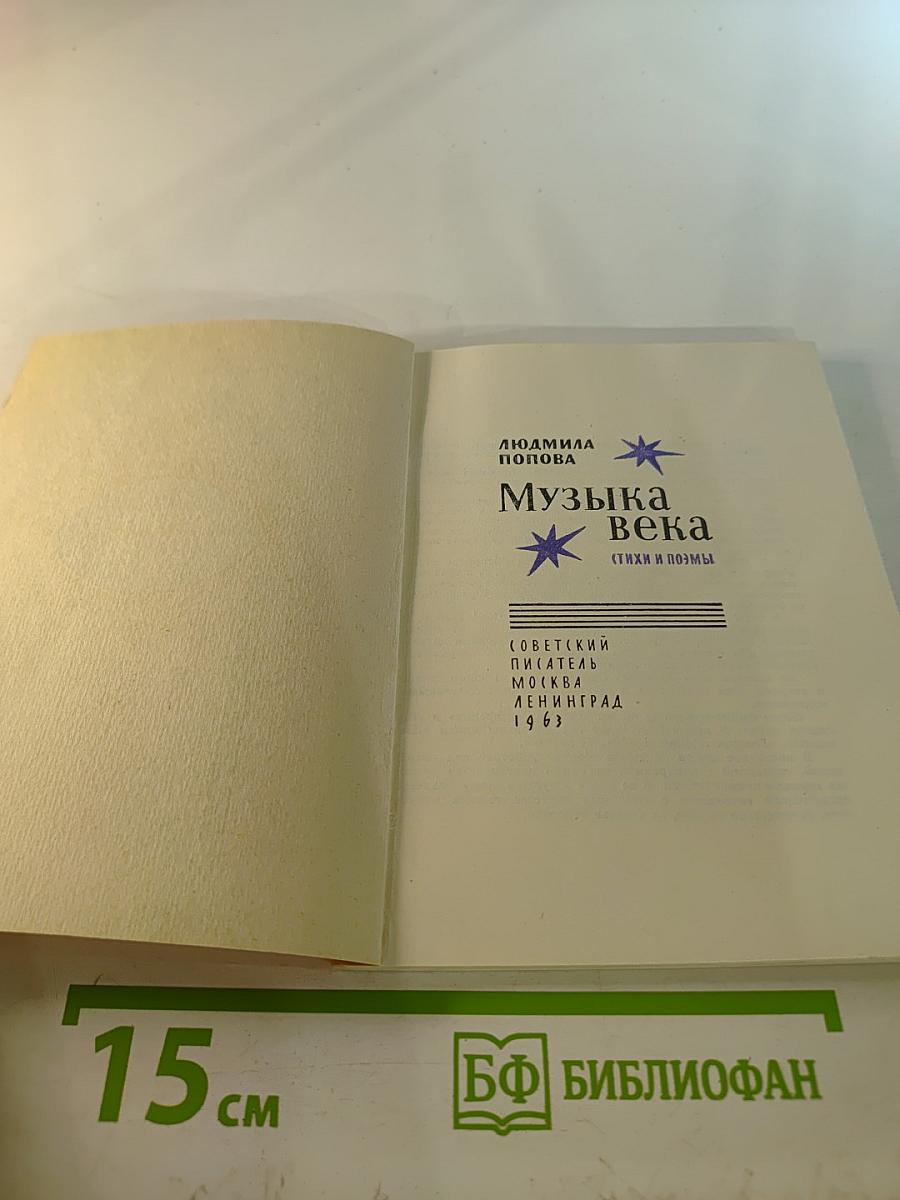 ЛЮДМИЛА
ПОПОВА
Музыка
века
СТИХИ И ПОЭМЫ
СОВЕТСКИЙ
ПИСАТЕЛЬ
МОСКВА
ЛЕНИНГРАД
1963
15 см
БФ БИБЛИОФАН